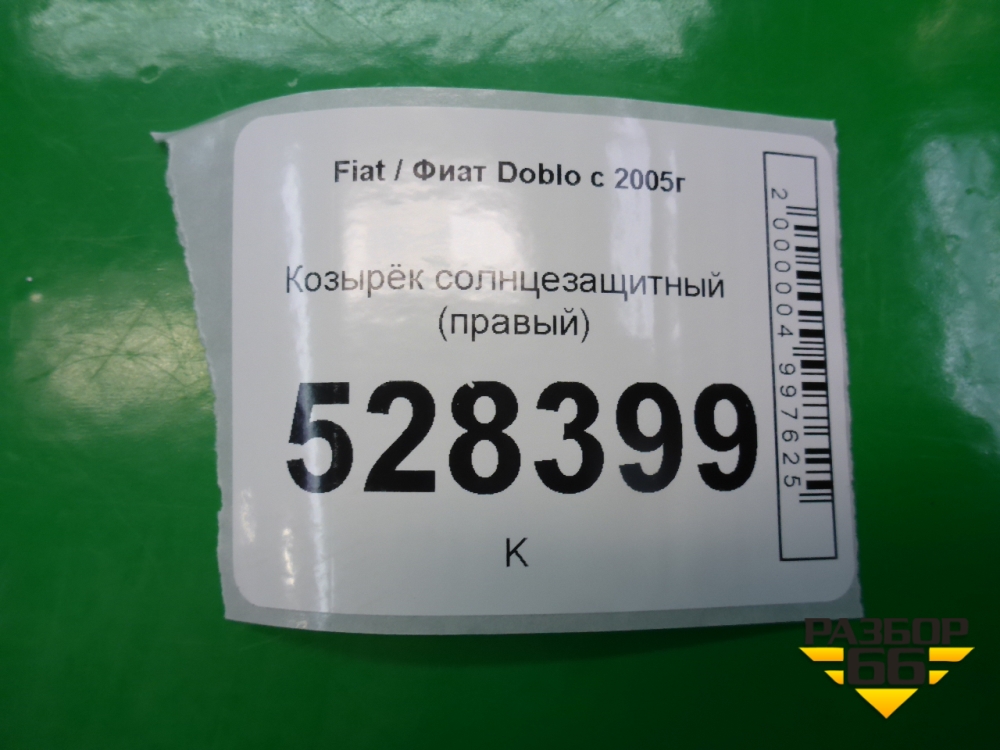 Fiat / Фиат Doblo с 2005г
Козырёк солнцезащитный
(правый)
528399
К
2000004997625
РАЗБОР
66